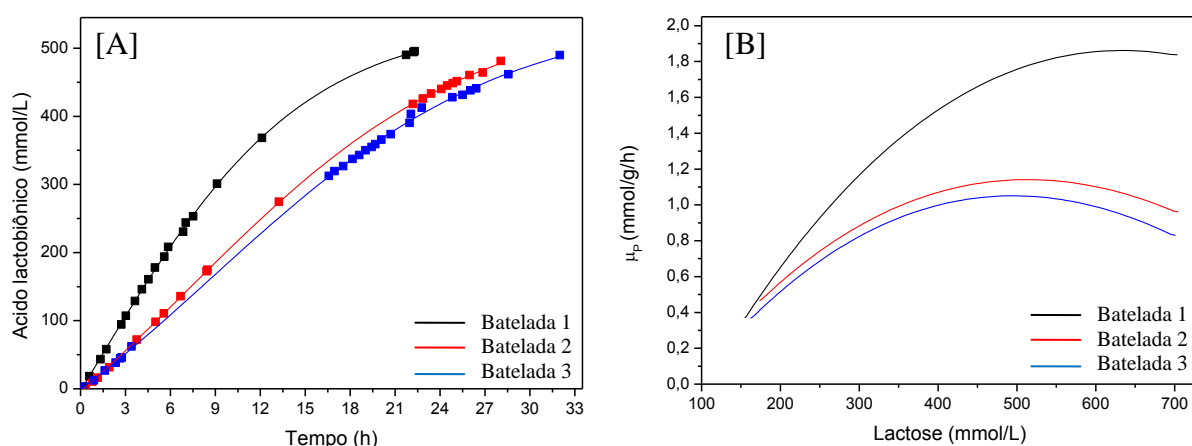 [A]
Acido lactobiônico (mmol/L)
500
400
300
200
100
0
0 3 6 9 12 15 18 21 24 27 30 33
Tempo (h)
Batelada 1
Batelada 2
Batelada 3
[B]
μP (mmol/g/h)
2,0
1,8
1,6
1,4
1,2
1,0
0,8
0,6
0,4
0,2
0,0
100 200 300 400 500 600 700
Lactose (mmol/L)
Batelada 1
Batelada 2
Batelada 3